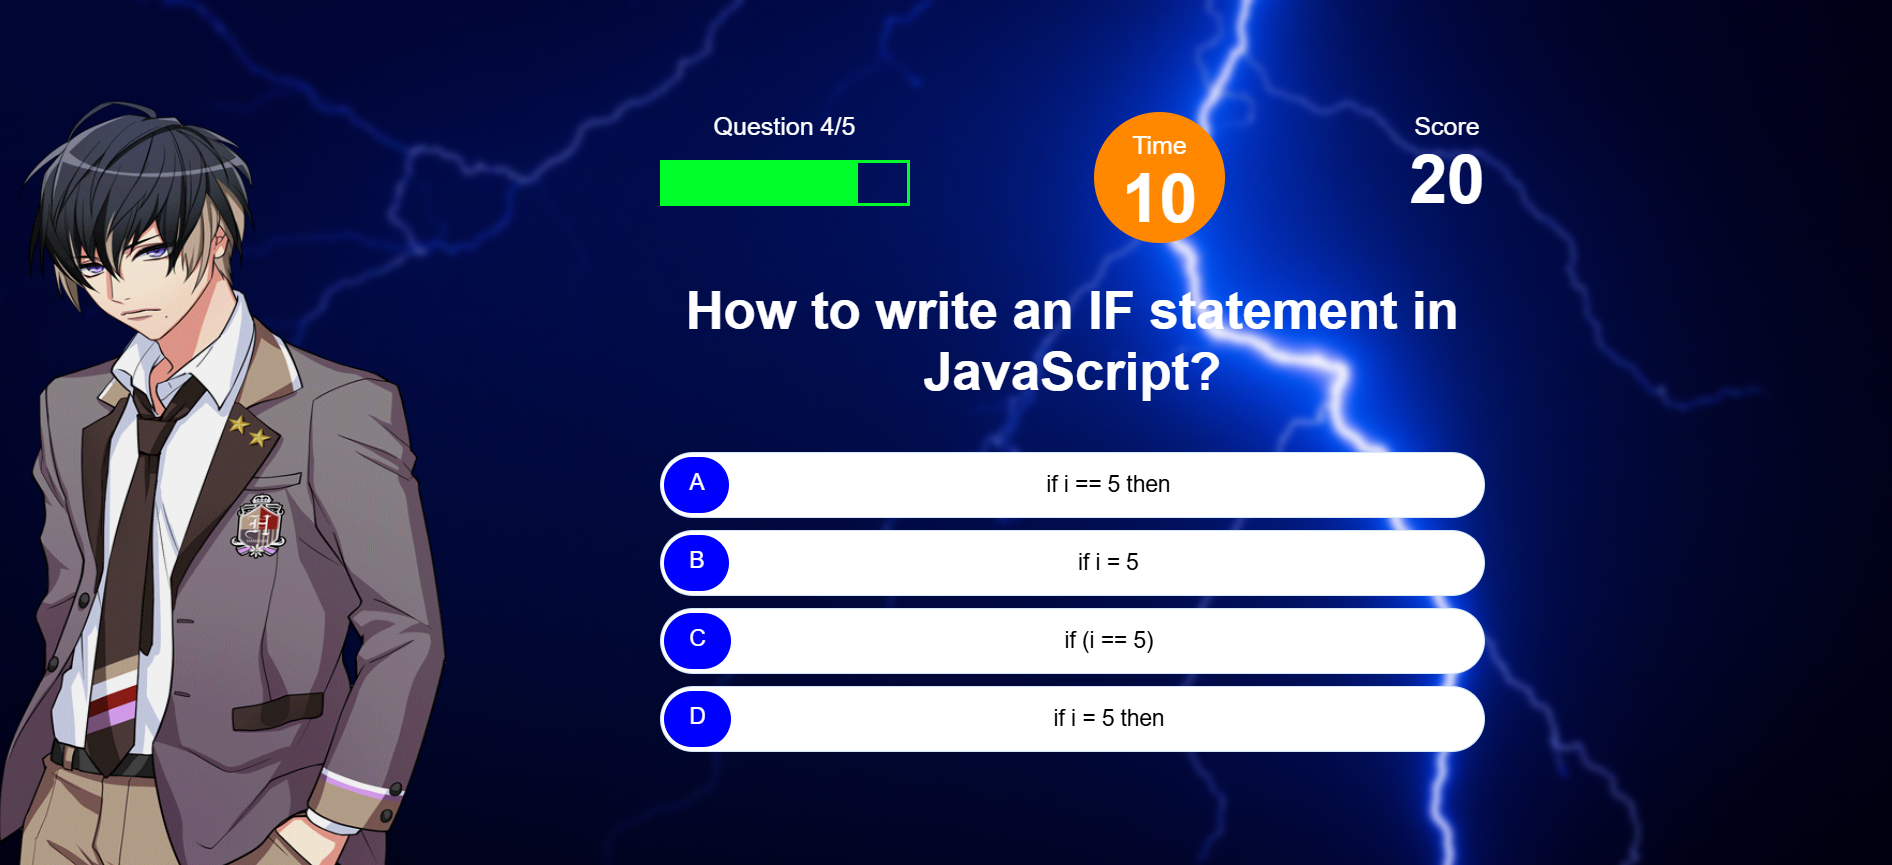 Question 4/5
Time
10
Score
20
How to write an IF statement in
JavaScript?
A
if i == 5 then
B
if i = 5
C
if (i == 5)
D
if i = 5 then